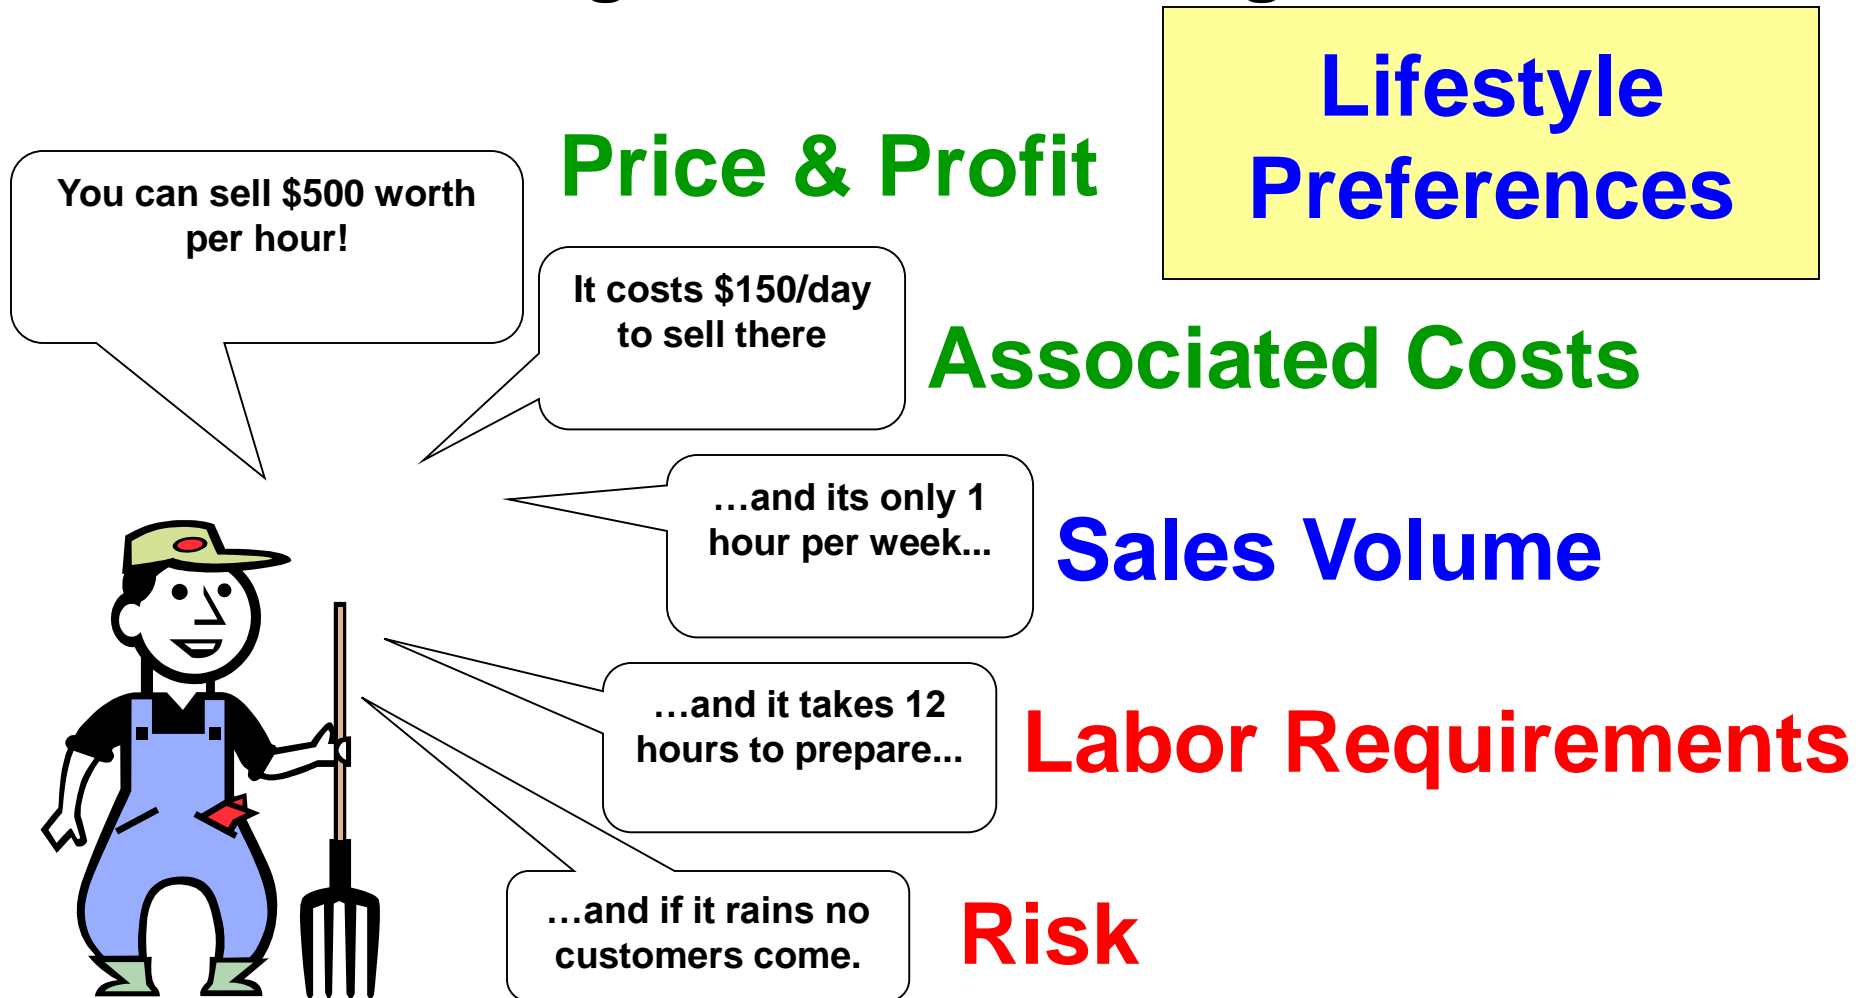 Lifestyle
Preferences
Price & Profit
You can sell $500 worth
per hour!
It costs $150/day
to sell there
Associated Costs
…and its only 1
hour per week...
Sales Volume
…and it takes 12
hours to prepare...
Labor Requirements
…and if it rains no
customers come.
Risk